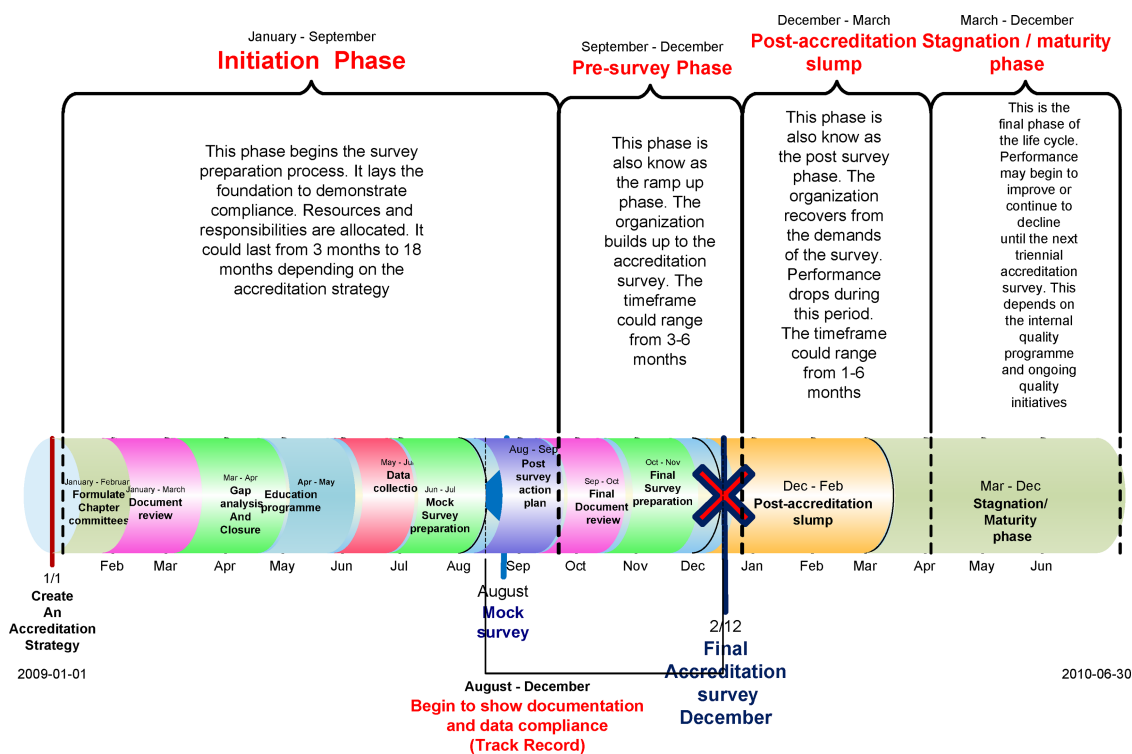 January - September
Initiation  Phase
This phase begins the survey
preparation process. It lays the
foundation to demonstrate
compliance. Resources and
responsibilities are allocated. It
could last from 3 months to 18
months depending on the
accreditation strategy
September - December
Pre-survey Phase
This phase is
also know as
the ramp up
phase. The
organization
builds up to the
accreditation
survey. The
timeframe
could range
from 3-6
months
December - March
Post-accreditation
slump
This phase is
also know as
the post survey
phase. The
organization
recovers from
the demands
of the survey.
Performance
drops during
this period.
The timeframe
could range
from 1-6
months
March - December
Stagnation / maturity
phase
This is the
final phase of
the life cycle.
Performance
may begin to
improve or
continue to
decline
until the next
triennial
accreditation
survey. This
depends on
the internal
quality
programme
and ongoing
quality
initiatives
January - Februar
Formulate
Chapter
committees
January - March
Document
review
Mar - Apr
Gap
analysis
And
Closure
Apr - May
Education
programme
May - Ju
Data
collectio
Jun - Jul
Mock
Survey
preparation
Aug - Sep
Post
survey
action
plan
Sep - Oct
Final
Document
review
Oct - Nov
Final
Survey
preparation
Dec - Feb
Post-accreditation
slump
Mar - Dec
Stagnation/
Maturity
phase
Feb Mar Apr May Jun Jul Aug Sep Oct Nov Dec Jan Feb Mar Apr May Jun
1/1
Create
An
Accreditation
Strategy
2009-01-01
August
Mock
survey
August - December
Begin to show documentation
and data compliance
(Track Record)
2/12
Final
Accreditation
survey
December
2010-06-30